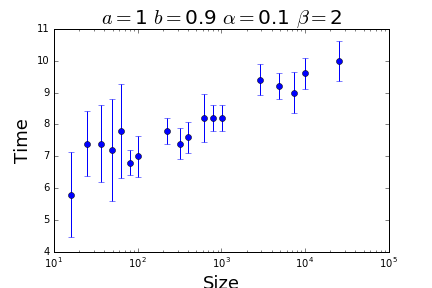 a = 1 b = 0.9 α = 0.1 β = 2
11
10
9
8
7
6
5
4
Time
10^1 10^2 10^3 10^4 10^5
Size